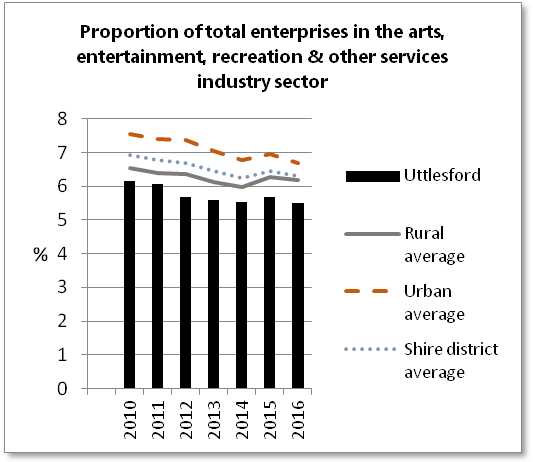 Proportion of total enterprises in the arts,
entertainment, recreation & other services
industry sector
8
7
6
5
4
3
2
1
0
%
2010
2011
2012
2013
2014
2015
2016
Uttlesford
Rural
average
Urban
average
Shire district
average